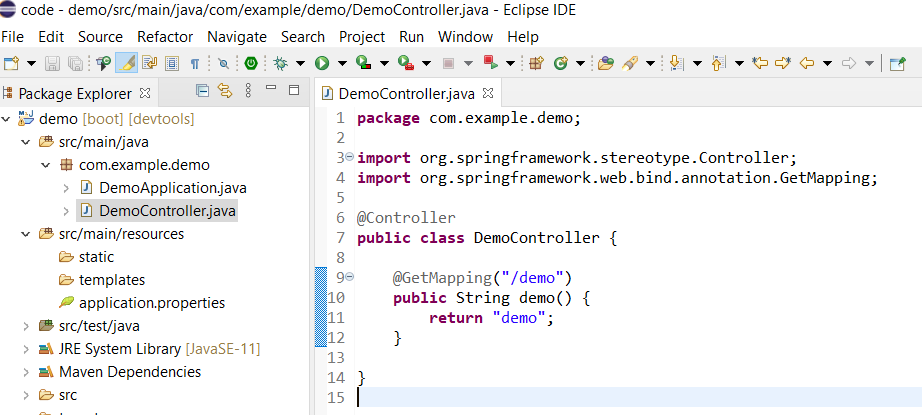 code - demo/src/main/java/com/example/demo/DemoController.java - Eclipse IDE
File Edit Source Refactor Navigate Search Project Run Window Help
Package Explorer
demo [boot] [devtools]
src/main/java
com.example.demo
DemoApplication.java
DemoController.java
src/main/resources
static
templates
application.properties
src/test/java
JRE System Library [JavaSE-11]
Maven Dependencies
src
DemoController.java
1 package com.example.demo;
2
3 import org.springframework.stereotype.Controller;
4 import org.springframework.web.bind.annotation.GetMapping;
5
6 @Controller
7 public class DemoController {
8
9 @GetMapping("/demo")
10 public String demo() {
11 return "demo";
12 }
13
14 }
15